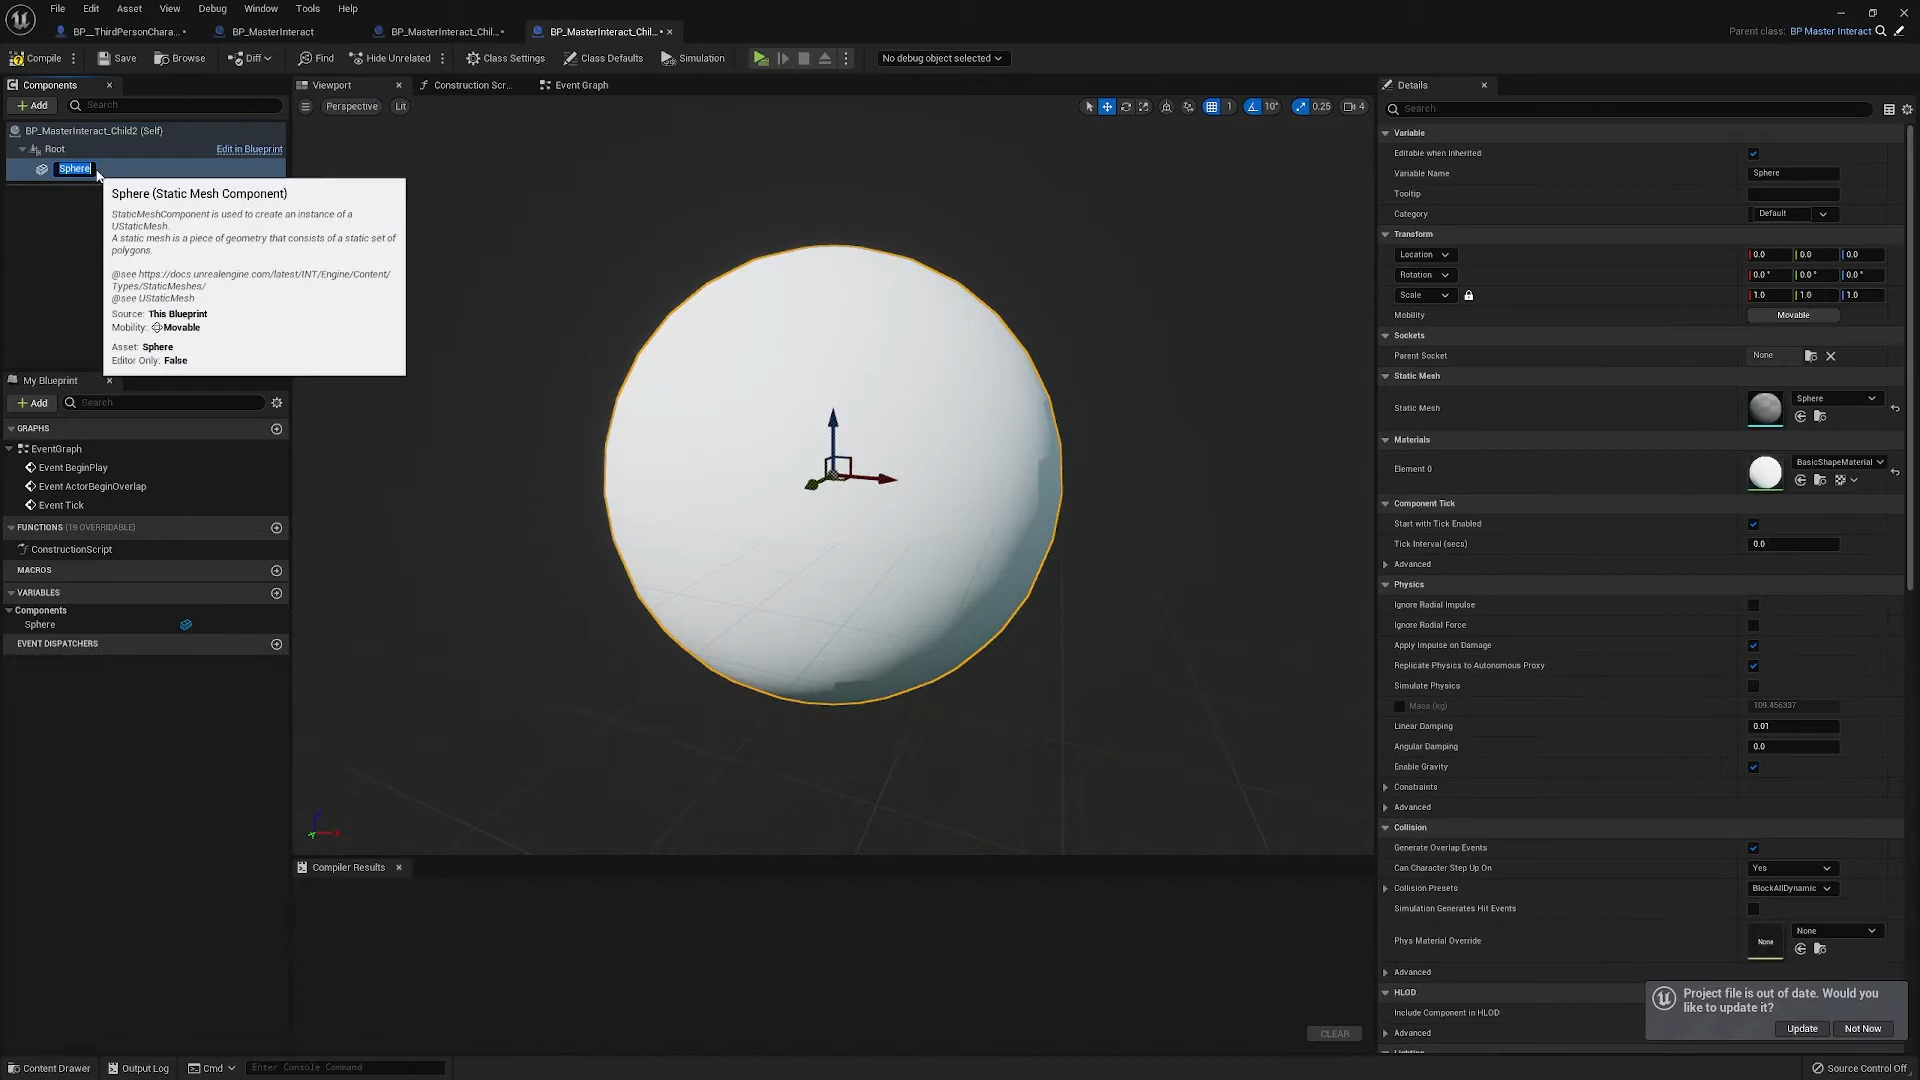 File Edit Asset View Debug Window Tools Help
BP_ThirdPersonChara...• BP_MasterInteract BP_MasterInteract_Chil...• BP_MasterInteract_Chil...•
Parent class: BP Master Interact
Compile Save Browse Diff Find Hide Unrelated Class Settings Class Defaults Simulation No debug object selected
Components
Add Search
BP_MasterInteract_Child2 (Self)
Root Edit in Blueprint
Sphere
Sphere (Static Mesh Component)
StaticMeshComponent is used to create an instance of a
UStaticMesh.
A static mesh is a piece of geometry that consists of a static set of
polygons.
@see https://docs.unrealengine.com/latest/INT/Engine/Content/
Types/StaticMeshes/
@see UStaticMesh
Source: This Blueprint
Mobility: Movable
Asset: Sphere
Editor Only: False
My Blueprint
Add Search
GRAPHS
EventGraph
Event BeginPlay
Event ActorBeginOverlap
Event Tick
FUNCTIONS (19 OVERRIDABLE)
ConstructionScript
MACROS
VARIABLES
Components
Sphere
EVENT DISPATCHERS
Viewport Construction Scr... Event Graph
Perspective Lit
1 10° 0.25 4
Compiler Results
CLEAR
Details
Search
Variable
Editable when Inherited
Variable Name Sphere
Tooltip
Category Default
Transform
Location 0.0 0.0 0.0
Rotation 0.0° 0.0° 0.0°
Scale 1.0 1.0 1.0
Mobility Movable
Sockets
Parent Socket None
Static Mesh
Static Mesh Sphere
Materials
Element 0 BasicShapeMaterial
Component Tick
Start with Tick Enabled
Tick Interval (secs) 0.0
Advanced
Physics
Ignore Radial Impulse
Ignore Radial Force
Apply Impulse on Damage
Replicate Physics to Autonomous Proxy
Simulate Physics
Mass (kg) 109.456337
Linear Damping 0.01
Angular Damping 0.0
Enable Gravity
Constraints
Advanced
Collision
Generate Overlap Events
Can Character Step Up On Yes
Collision Presets BlockAllDynamic
Simulation Generates Hit Events
Phys Material Override None None
Advanced
HLOD
Include Component in HLOD
Advanced
Lighting
Project file is out of date. Would you
like to update it?
Update Not Now
Content Drawer Output Log Cmd Enter Console Command Source Control Off